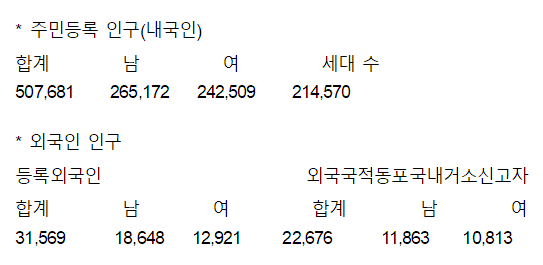 * 주민등록 인구(내국인)
합계 남 여 세대 수
507,681 265,172 242,509 214,570
* 외국인 인구
등록외국인 외국국적동포국내거소신고자
합계 남 여 합계 남 여
31,569 18,648 12,921 22,676 11,863 10,813